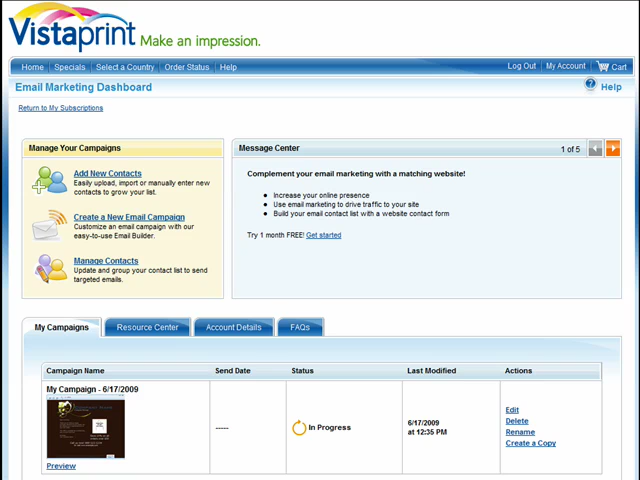 Vistaprint Make an impression.
Home Specials Select a Country Order Status Help Log Out My Account Cart
Email Marketing Dashboard ? Help
Return to My Subscriptions
Manage Your Campaigns
Add New Contacts
Easily upload, import or manually enter new
contacts to grow your list.
Create a New Email Campaign
Customize an email campaign with our
easy-to-use Email Builder.
Manage Contacts
Update and group your contact list to send
targeted emails.
Message Center 1 of 5
Complement your email marketing with a matching website!
Increase your online presence
Use email marketing to drive traffic to your site
Build your email contact list with a website contact form
Try 1 month FREE! Get started
My Campaigns Resource Center Account Details FAQs
Campaign Name Send Date Status Last Modified Actions
My Campaign - 6/17/2009
Preview
-----
In Progress
6/17/2009
at 12:35 PM
Edit
Delete
Rename
Create a Copy